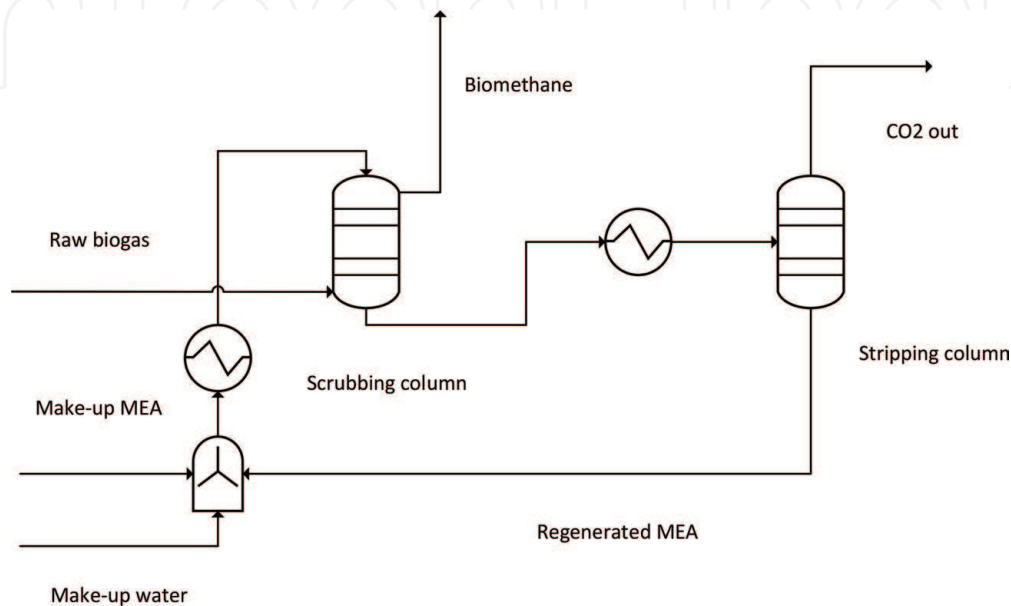 Biomethane
CO2 out
Raw biogas
Stripping column
Scrubbing column
Make-up MEA
Regenerated MEA
Make-up water